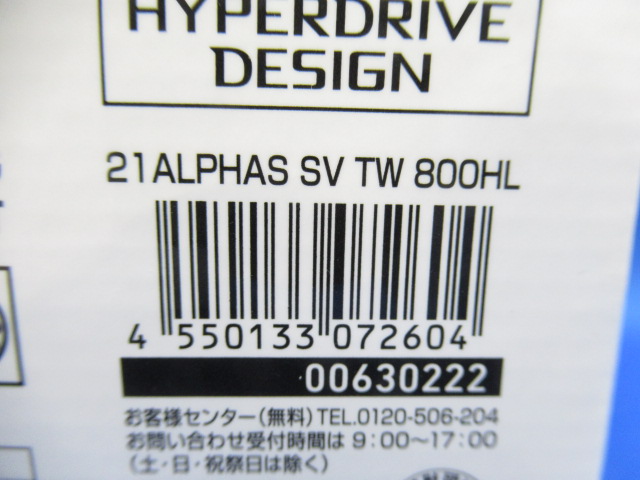 HYPERDRIVE
DESIGN
21ALPHAS SV TW 800HL
4 550133 072604
00630222
お客様センター(無料)TEL.0120-506-204
お問い合わせ受付時間は 9:00~17:00
(土・日・祝祭日は除く)